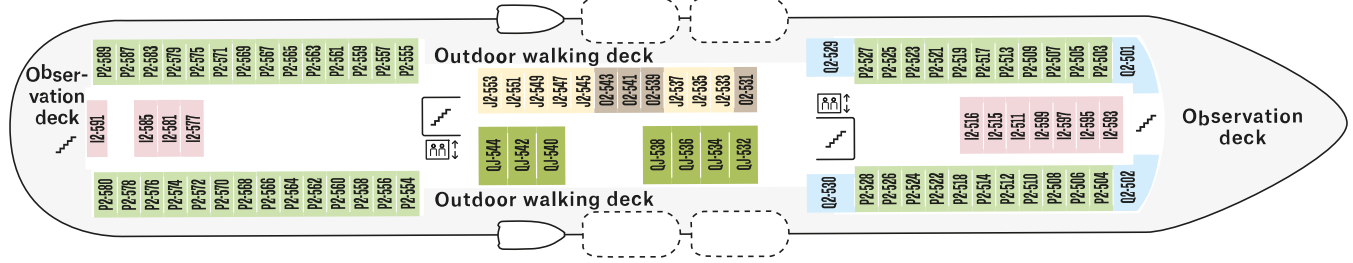 Obser-
vation
deck
P2-589 P2-587 P2-583 P2-579 P2-575 P2-571 P2-569 P2-567 P2-565 P2-563 P2-561 P2-559 P2-557 P2-555
I2-591 I2-585 I2-581 I2-577
P2-580 P2-578 P2-576 P2-574 P2-572 P2-570 P2-568 P2-566 P2-564 P2-562 P2-560 P2-558 P2-556 P2-554
Outdoor walking deck
J2-553 J2-551 J2-549 J2-547 J2-545 O2-543 O2-541 O2-539 J2-537 J2-535 J2-533 O2-531
QJ-544 QJ-542 QJ-540 QJ-538 QJ-536 QJ-534 QJ-532
Outdoor walking deck
Q2-529 P2-527 P2-525 P2-523 P2-521 P2-519 P2-517 P2-513 P2-509 P2-507 P2-505 P2-503 Q2-501
I2-516 I2-515 I2-511 I2-599 I2-597 I2-595 I2-593
Q2-530 P2-528 P2-526 P2-524 P2-522 P2-518 P2-514 P2-512 P2-510 P2-508 P2-506 P2-504 Q2-502
Observation
deck